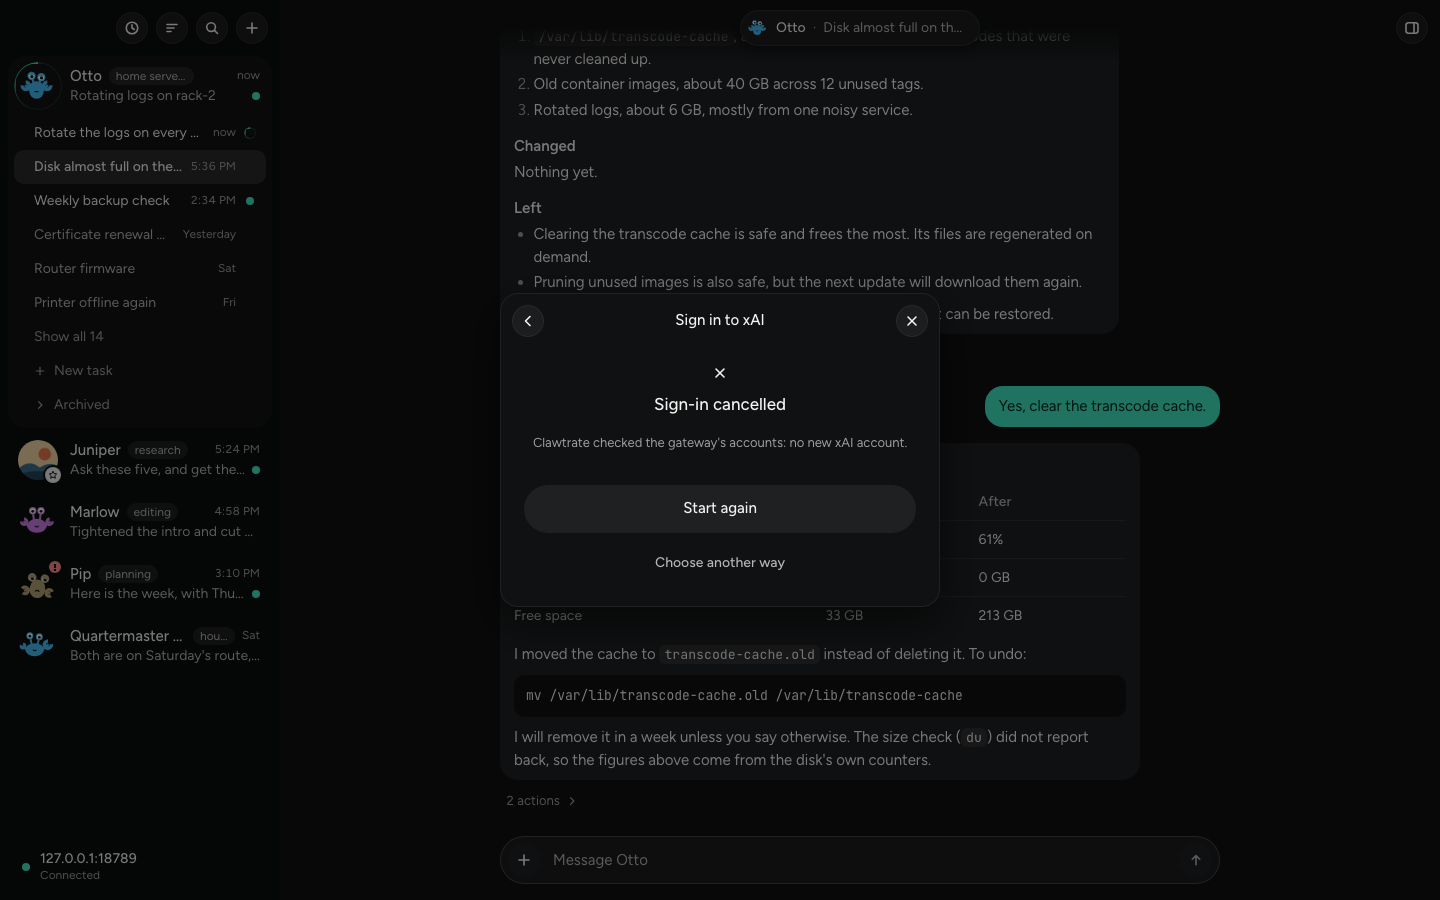 Otto home serve... now
Rotating logs on rack-2
Rotate the logs on every ... now
Disk almost full on the... 5:36 PM
Weekly backup check 2:34 PM
Certificate renewal ... Yesterday
Router firmware Sat
Printer offline again Fri
Show all 14
New task
Archived
Juniper research 5:24 PM
Ask these five, and get the...
Marlow editing 4:58 PM
Tightened the intro and cut ...
Pip planning 3:10 PM
Here is the week, with Thu...
Quartermaster ... hou... Sat
Both are on Saturday's route,...
127.0.0.1:18789
Connected
Otto · Disk almost full on th...
1. /var/lib/transcode-cache, that were
never cleaned up.
2. Old container images, about 40 GB across 12 unused tags.
3. Rotated logs, about 6 GB, mostly from one noisy service.
Changed
Nothing yet.
Left
Clearing the transcode cache is safe and frees the most. Its files are regenerated on
demand.
Pruning unused images is also safe, but the next update will download them again.
can be restored.
Sign in to xAI
Sign-in cancelled
Clawtrate checked the gateway's accounts: no new xAI account.
Start again
Choose another way
Yes, clear the transcode cache.
After
61%
0 GB
Free space 33 GB 213 GB
I moved the cache to transcode-cache.old instead of deleting it. To undo:
mv /var/lib/transcode-cache.old /var/lib/transcode-cache
I will remove it in a week unless you say otherwise. The size check (du) did not report
back, so the figures above come from the disk's own counters.
2 actions
Message Otto